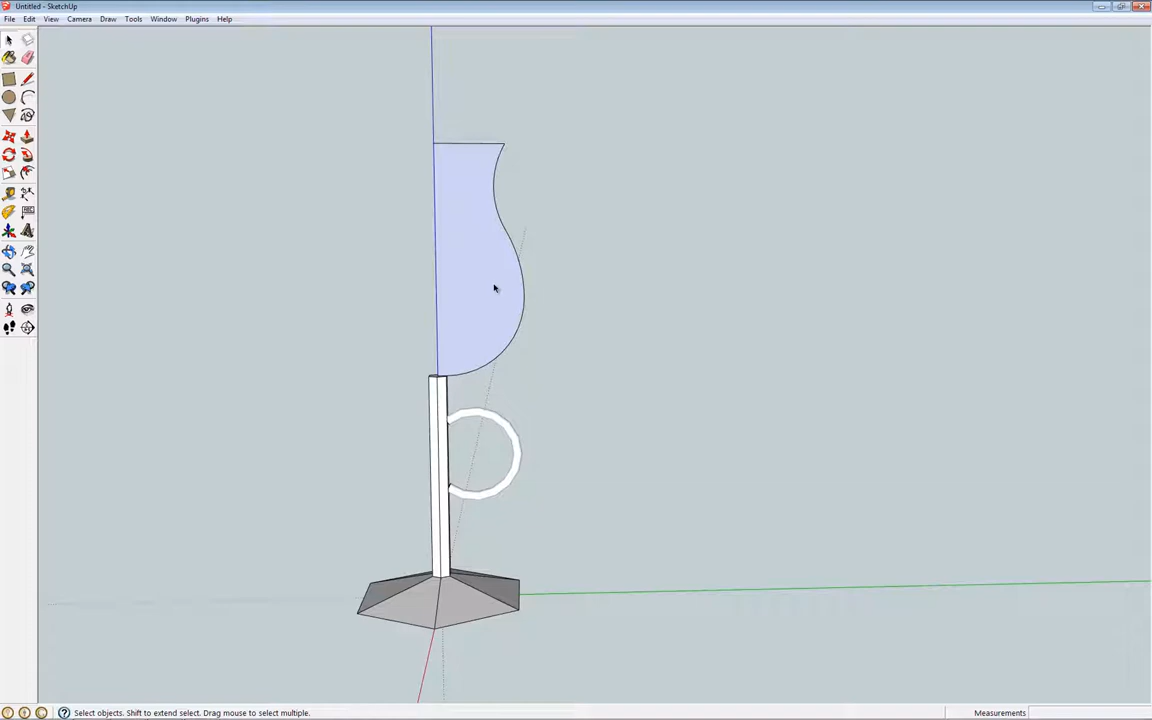 Untitled - SketchUp
File Edit View Camera Draw Tools Window Plugins Help
Select objects. Shift to extend select. Drag mouse to select multiple.
Measurements